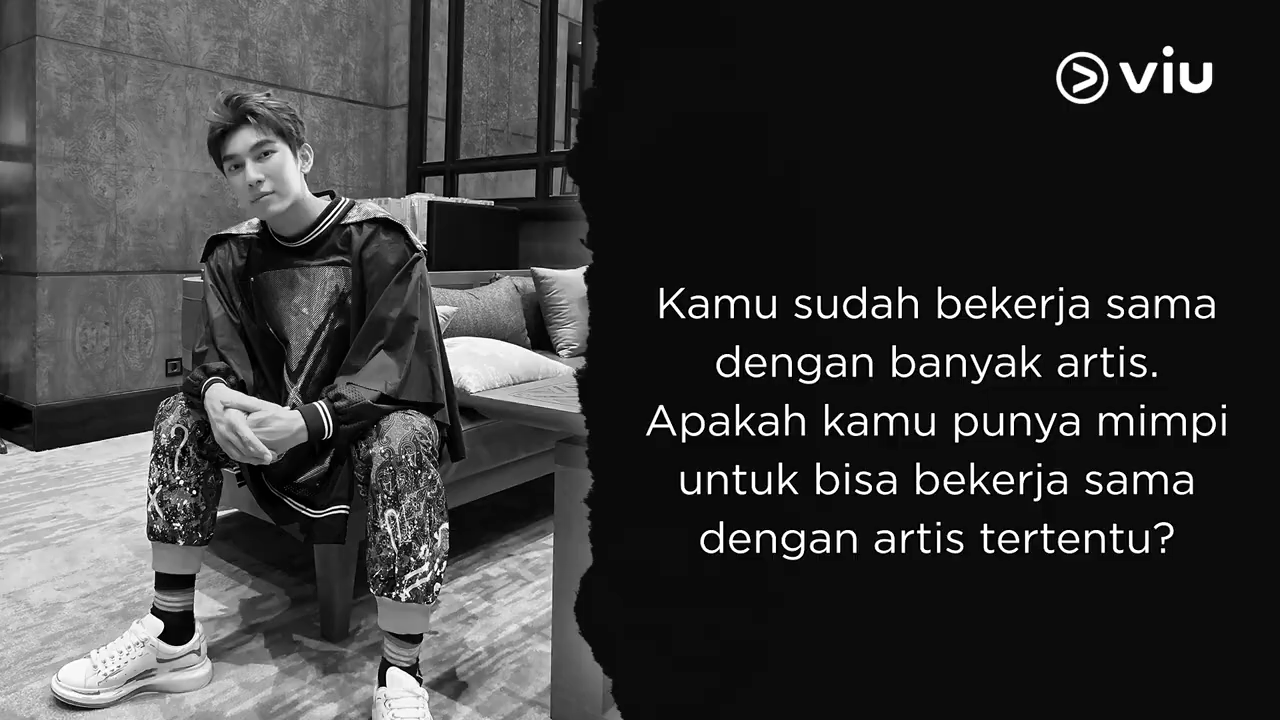 viu
Kamu sudah bekerja sama
dengan banyak artis.
Apakah kamu punya mimpi
untuk bisa bekerja sama
dengan artis tertentu?